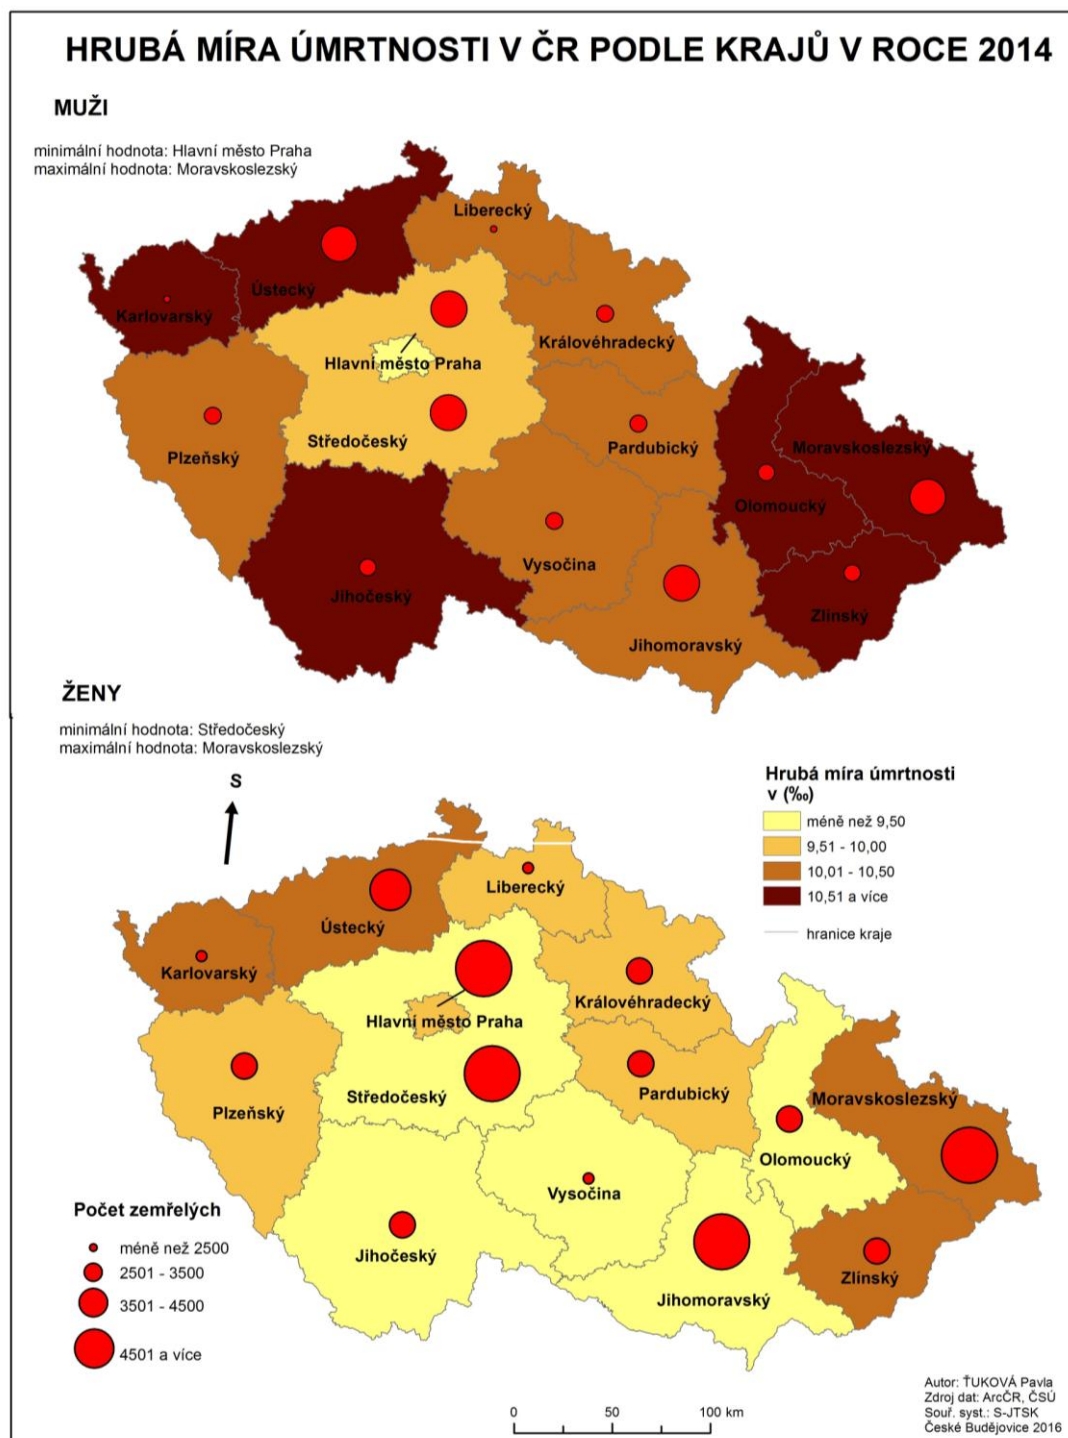 HRUBÁ MÍRA ÚMRTNOSTI V ČR PODLE KRAJŮ V ROCE 2014
MUŽI
minimální hodnota: Hlavní město Praha
maximální hodnota: Moravskoslezský
Liberecký
Ústecký
Karlovarský
Královéhradecký
Hlavní město Praha
Středočeský
Plzeňský
Pardubický
Moravskoslezský
Olomoucký
Vysočina
Jihočeský
Zlínský
Jihomoravský
ŽENY
minimální hodnota: Středočeský
maximální hodnota: Moravskoslezský
S
Hrubá míra úmrtnosti
v (‰)
méně než 9,50
9,51 - 10,00
10,01 - 10,50
10,51 a více
hranice kraje
Liberecký
Ústecký
Karlovarský
Královéhradecký
Hlavní město Praha
Středočeský
Plzeňský
Pardubický
Moravskoslezský
Olomoucký
Vysočina
Jihočeský
Zlínský
Jihomoravský
Počet zemřelých
méně než 2500
2501 - 3500
3501 - 4500
4501 a více
0 50 100 km
Autor: ŤUKOVÁ Pavla
Zdroj dat: ArcČR, ČSÚ
Souř. syst.: S-JTSK
České Budějovice 2016